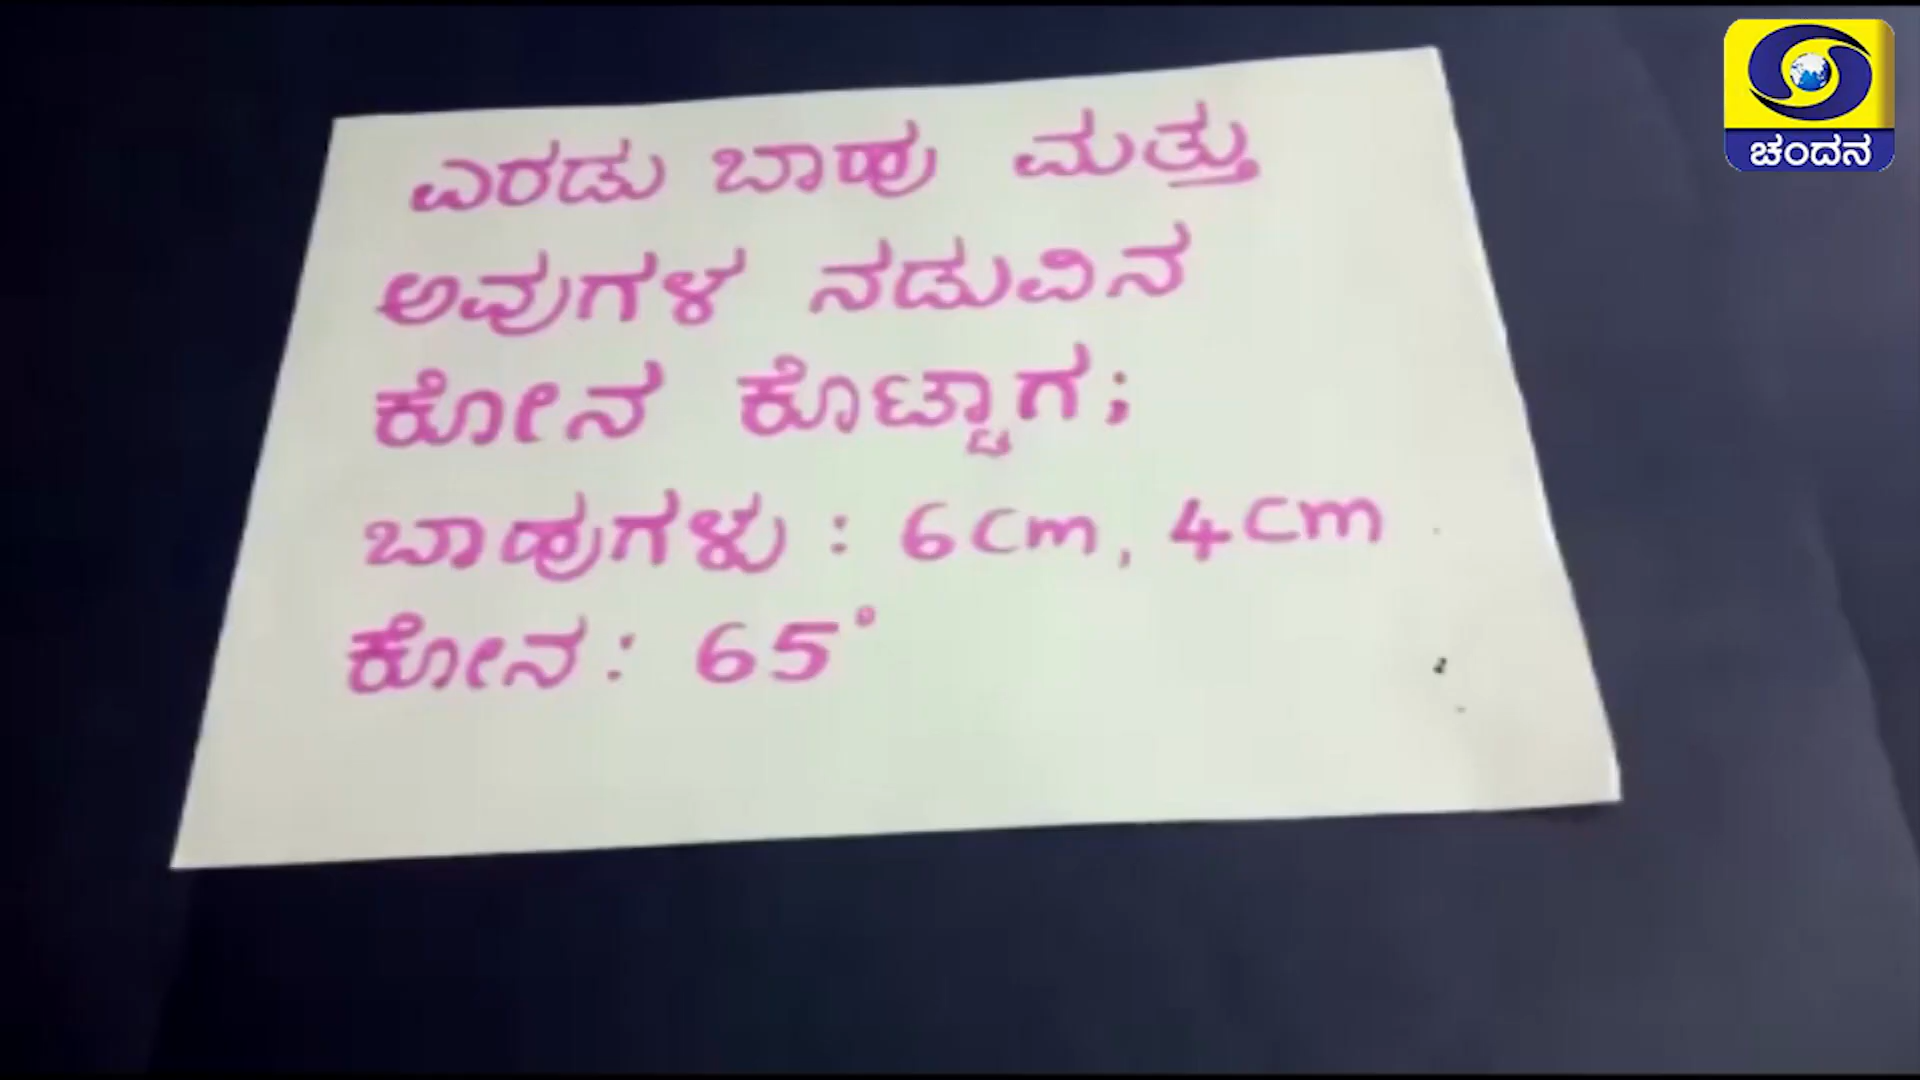 ಎರಡು ಬಾಹು ಮತ್ತು
ಅವುಗಳ ನಡುವಿನ
ಕೋನ ಕೊಟ್ಟಾಗ;
ಬಾಹುಗಳು : 6cm, 4cm
ಕೋನ : 65°
ಚಂದನ